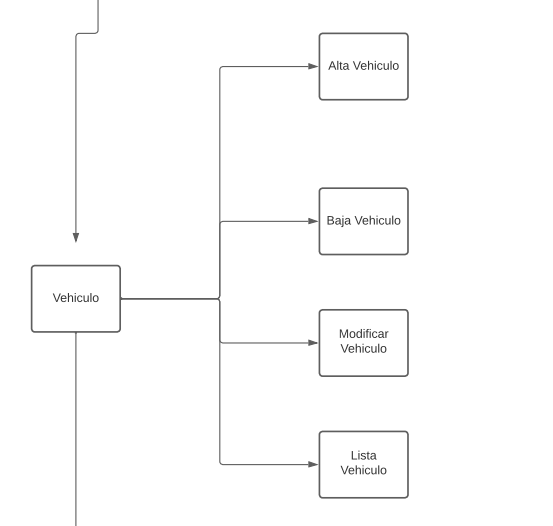 Alta Vehiculo
Baja Vehiculo
Vehiculo
Modificar
Vehiculo
Lista
Vehiculo